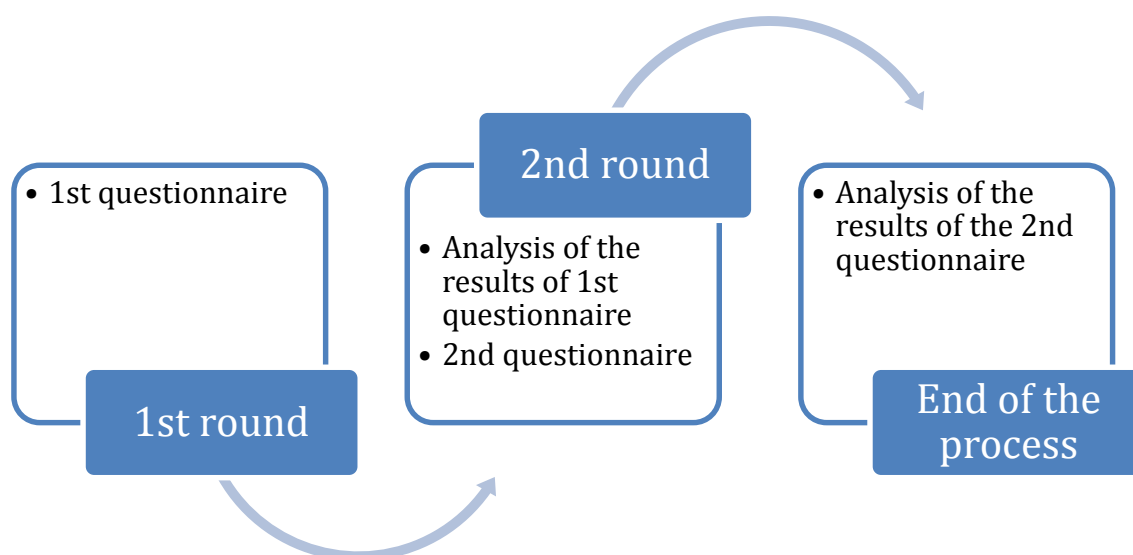 • 1st questionnaire
1st round
2nd round
• Analysis of the
results of 1st
questionnaire
• 2nd questionnaire
• Analysis of the
results of the 2nd
questionnaire
End of the
process